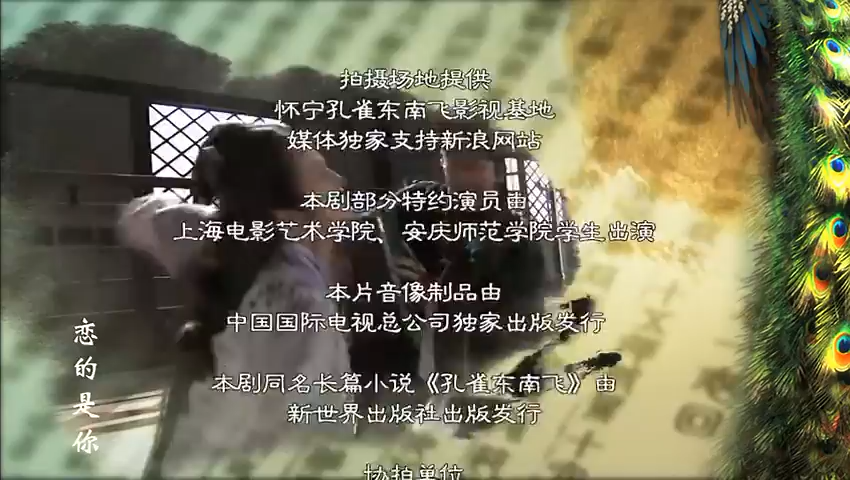 拍摄场地提供
怀宁孔雀东南飞影视基地
媒体独家支持新浪网站
本剧部分特约演员由
上海电影艺术学院、安庆师范学院学生出演
本片音像制品由
中国国际电视总公司独家出版发行
本剧同名长篇小说《孔雀东南飞》由
新世界出版社出版发行
协拍单位
恋的是你